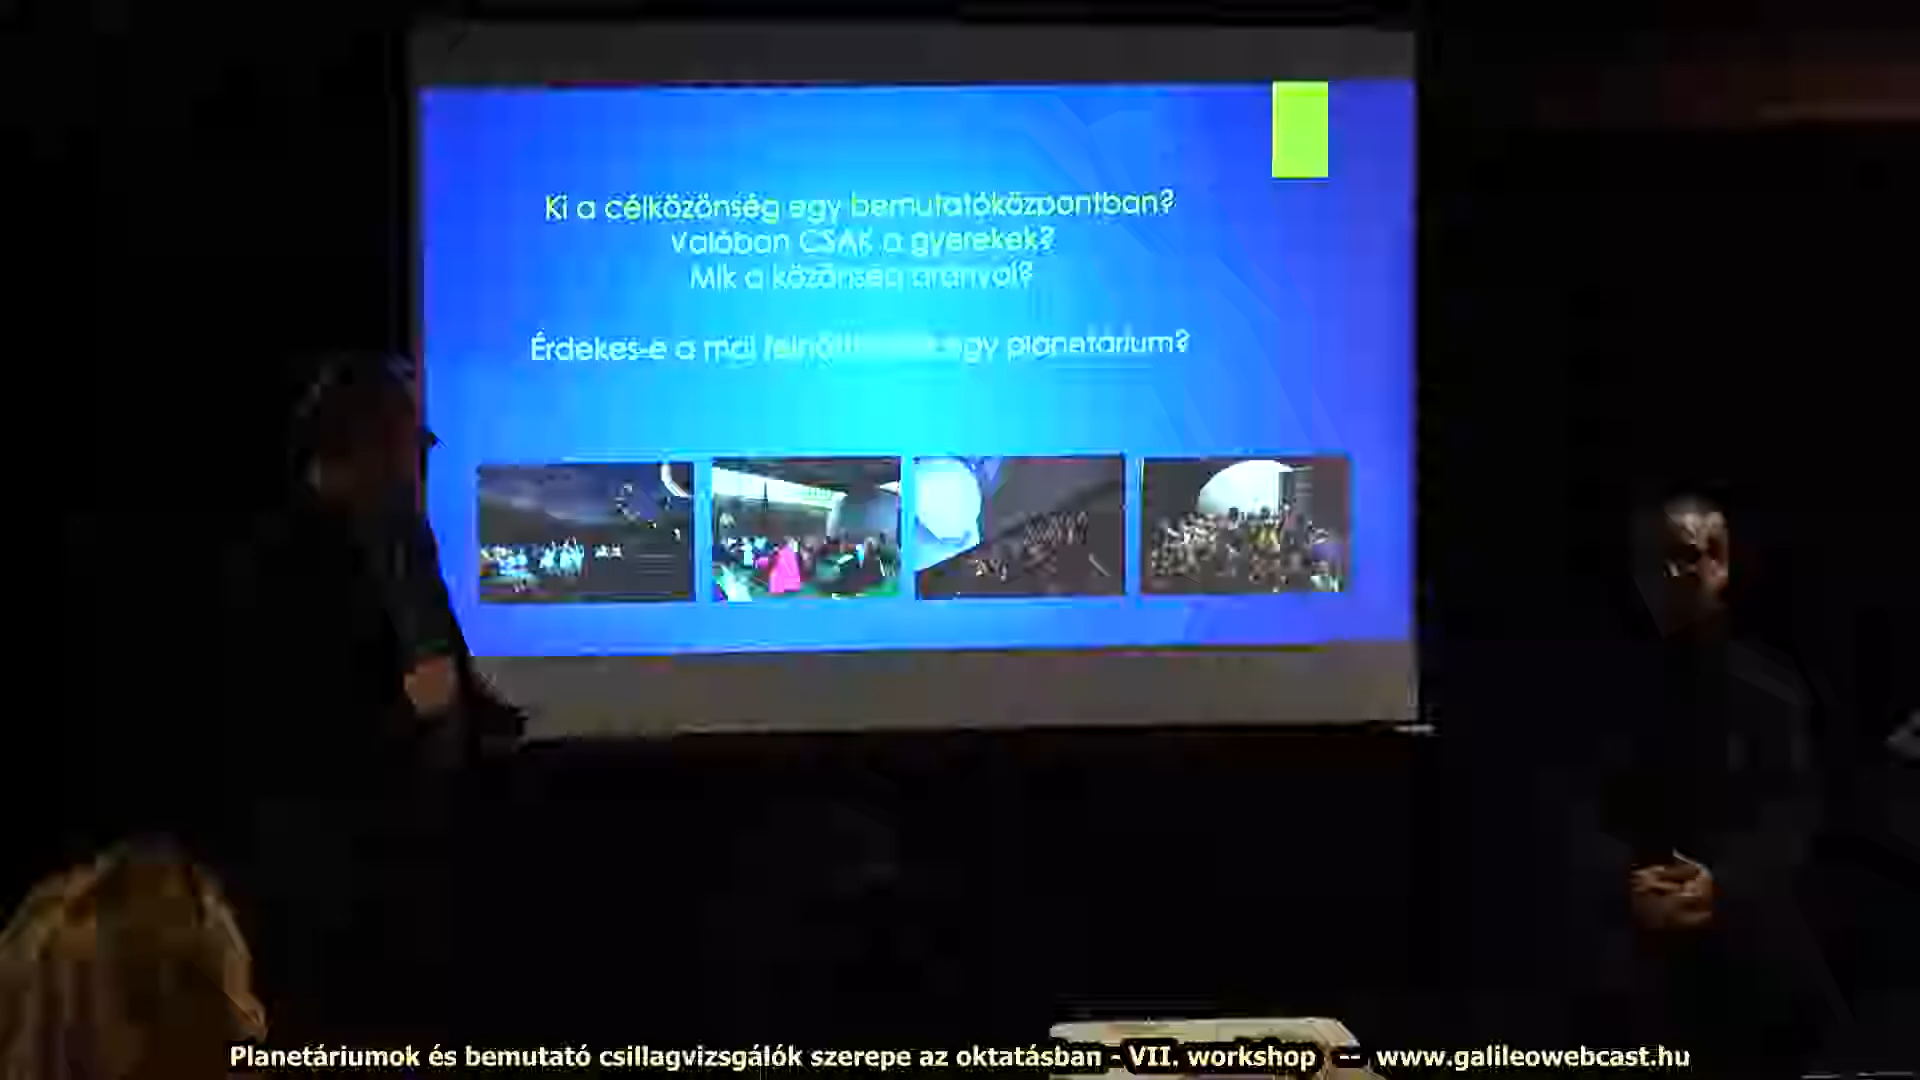 Ki a célközönség egy bemutatóközpontban?
Valóban CSAK a gyerekek?
Mik a közönség arányai?
Érdekes-e a mai egy planetárium?
Planetáriumok és bemutató csillagvizsgálók szerepe az oktatásban - VII. workshop -- www.galileowebcast.hu